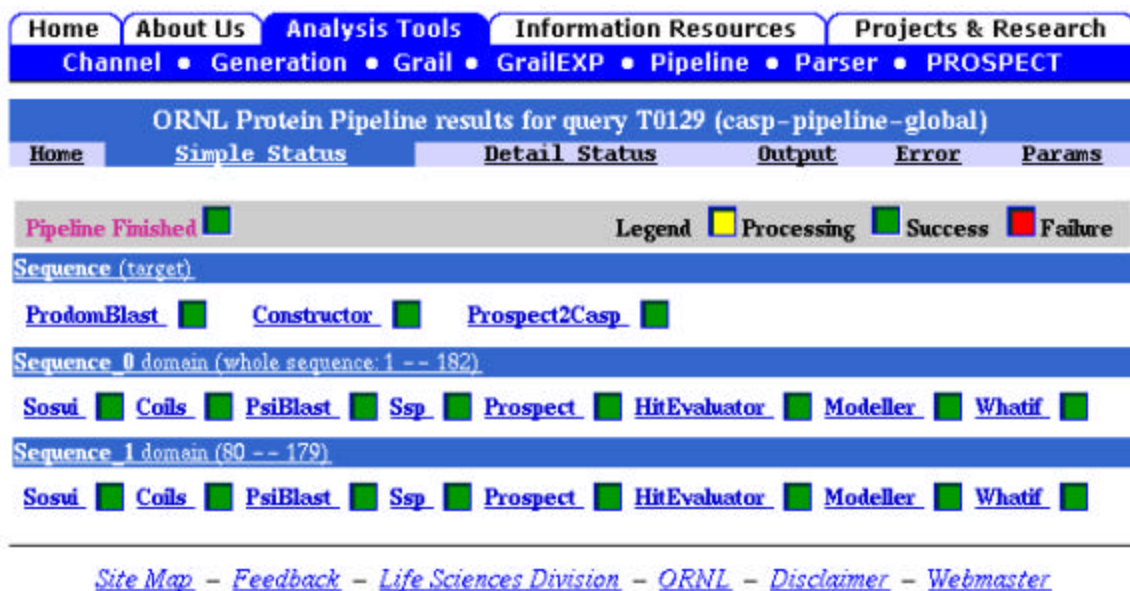 Home About Us Analysis Tools Information Resources Projects & Research
Channel • Generation • Grail • GrailEXP • Pipeline • Parser • PROSPECT
ORNL Protein Pipeline results for query T0129 (casp-pipeline-global)
Home Simple Status Detail Status Output Error Params
Pipeline Finished Legend Processing Success Failure
Sequence (target)
ProdomBlast Constructor Prospect2Casp
Sequence_0 domain (whole sequence: 1 -- 182)
Sosui Coils PsiBlast Ssp Prospect HitEvaluator Modeller Whatif
Sequence_1 domain (80 -- 179)
Sosui Coils PsiBlast Ssp Prospect HitEvaluator Modeller Whatif
Site Map – Feedback – Life Sciences Division – ORNL – Disclaimer – Webmaster